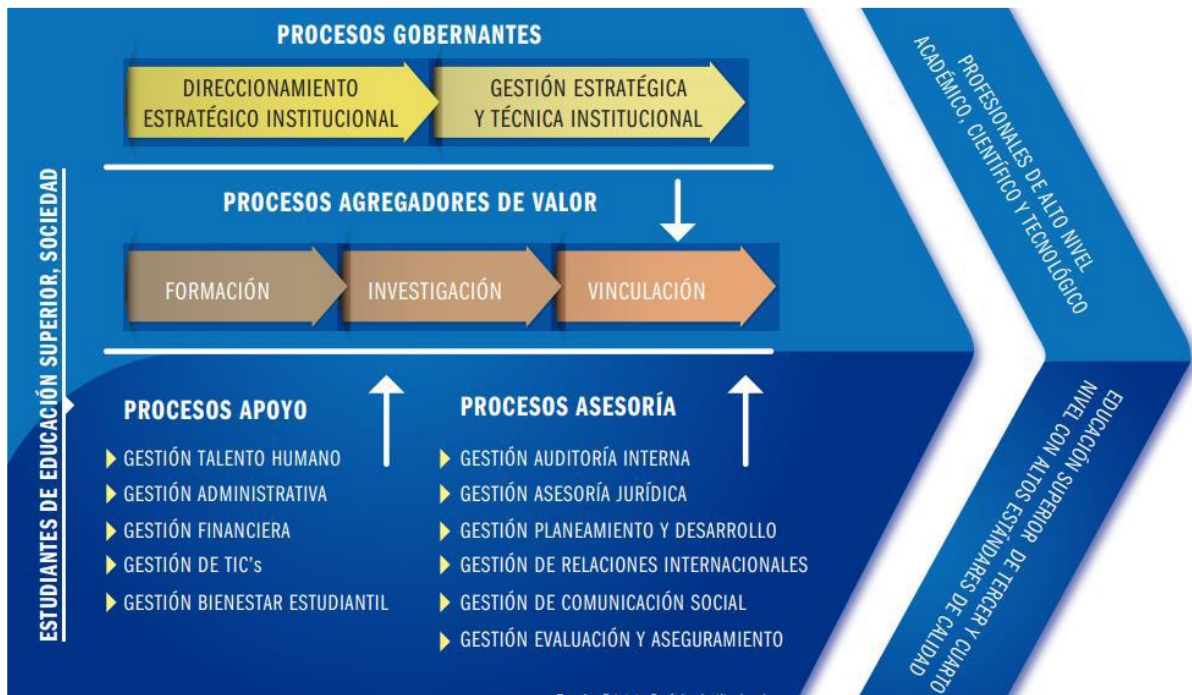 PROCESOS GOBERNANTES
DIRECCIONAMIENTO
ESTRATÉGICO INSTITUCIONAL
GESTIÓN ESTRATÉGICA
Y TÉCNICA INSTITUCIONAL
PROCESOS AGREGADORES DE VALOR
FORMACIÓN
INVESTIGACIÓN
VINCULACIÓN
ESTUDIANTES DE EDUCACIÓN SUPERIOR, SOCIEDAD
PROCESOS APOYO
GESTIÓN TALENTO HUMANO
GESTIÓN ADMINISTRATIVA
GESTIÓN FINANCIERA
GESTIÓN DE TIC's
GESTIÓN BIENESTAR ESTUDIANTIL
PROCESOS ASESORÍA
GESTIÓN AUDITORÍA INTERNA
GESTIÓN ASESORÍA JURÍDICA
GESTIÓN PLANEAMIENTO Y DESARROLLO
GESTIÓN DE RELACIONES INTERNACIONALES
GESTIÓN DE COMUNICACIÓN SOCIAL
GESTIÓN EVALUACIÓN Y ASEGURAMIENTO
PROFESIONALES DE ALTO NIVEL
ACADÉMICO, CIENTÍFICO Y TECNOLÓGICO
EDUCACIÓN SUPERIOR DE TERCER Y CUARTO
NIVEL CON ALTOS ESTÁNDARES DE CALIDAD